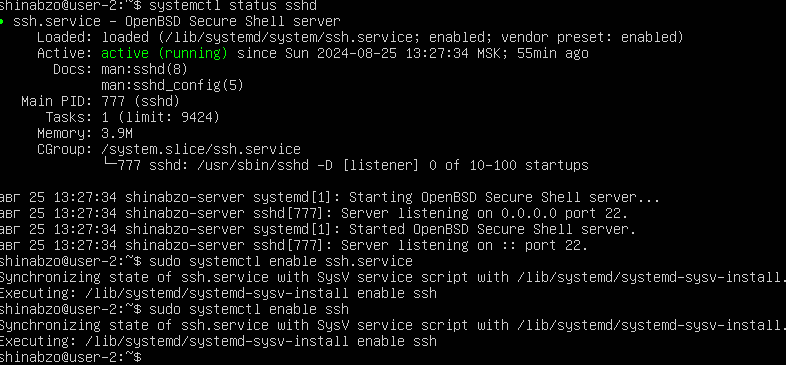 shinabzo@user-2:~$ systemctl status sshd
● ssh.service - OpenBSD Secure Shell server
Loaded: loaded (/lib/systemd/system/ssh.service; enabled; vendor preset: enabled)
Active: active (running) since Sun 2024-08-25 13:27:34 MSK; 55min ago
Docs: man:sshd(8)
man:sshd_config(5)
Main PID: 777 (sshd)
Tasks: 1 (limit: 9424)
Memory: 3.9M
CGroup: /system.slice/ssh.service
└─777 sshd: /usr/sbin/sshd -D [listener] 0 of 10-100 startups

авг 25 13:27:34 shinabzo-server systemd[1]: Starting OpenBSD Secure Shell server...
авг 25 13:27:34 shinabzo-server sshd[777]: Server listening on 0.0.0.0 port 22.
авг 25 13:27:34 shinabzo-server systemd[1]: Started OpenBSD Secure Shell server.
авг 25 13:27:34 shinabzo-server sshd[777]: Server listening on :: port 22.
shinabzo@user-2:~$ sudo systemctl enable ssh.service
Synchronizing state of ssh.service with SysV service script with /lib/systemd/systemd-sysv-install.
Executing: /lib/systemd/systemd-sysv-install enable ssh
shinabzo@user-2:~$ sudo systemctl enable ssh
Synchronizing state of ssh.service with SysV service script with /lib/systemd/systemd-sysv-install.
Executing: /lib/systemd/systemd-sysv-install enable ssh
shinabzo@user-2:~$